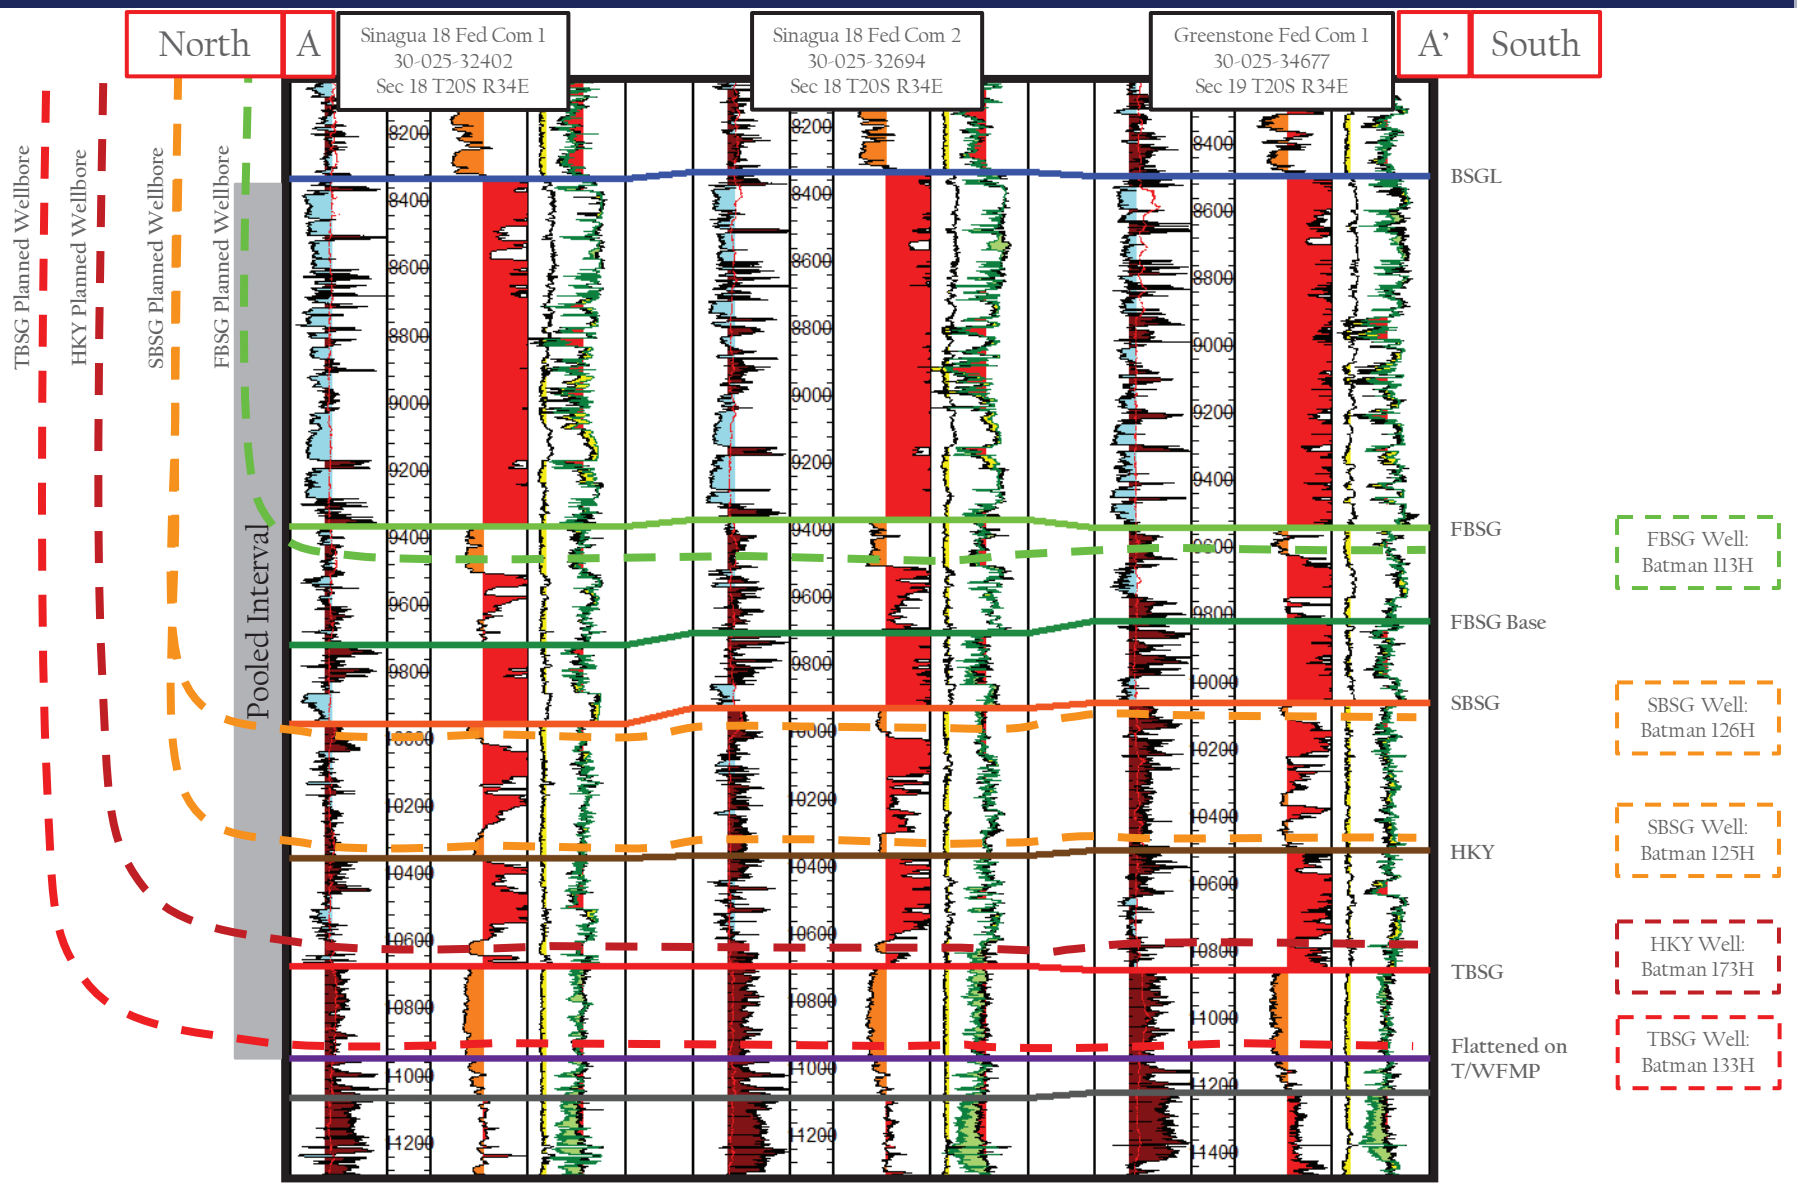 North
A
Sinagua 18 Fed Com 1
30-025-32402
Sec 18 T20S R34E
Sinagua 18 Fed Com 2
30-025-32694
Sec 18 T20S R34E
Greenstone Fed Com 1
30-025-34677
Sec 19 T20S R34E
A’
South
TBSG Planned Wellbore
HKY Planned Wellbore
SBSG Planned Wellbore
FBSG Planned Wellbore
Pooled Interval
8200
8400
8600
8800
9000
9200
9400
9600
9800
10000
10200
10400
10600
10800
11000
11200
8200
8400
8600
8800
9000
9200
9400
9600
9800
10000
10200
10400
10600
10800
11000
11200
8400
8600
8800
9000
9200
9400
9600
9800
10000
10200
10400
10600
10800
11000
11200
11400
BSGL
FBSG
FBSG Base
SBSG
HKY
TBSG
Flattened on
T/WFMP
FBSG Well:
Batman 113H
SBSG Well:
Batman 126H
SBSG Well:
Batman 125H
HKY Well:
Batman 173H
TBSG Well:
Batman 133H